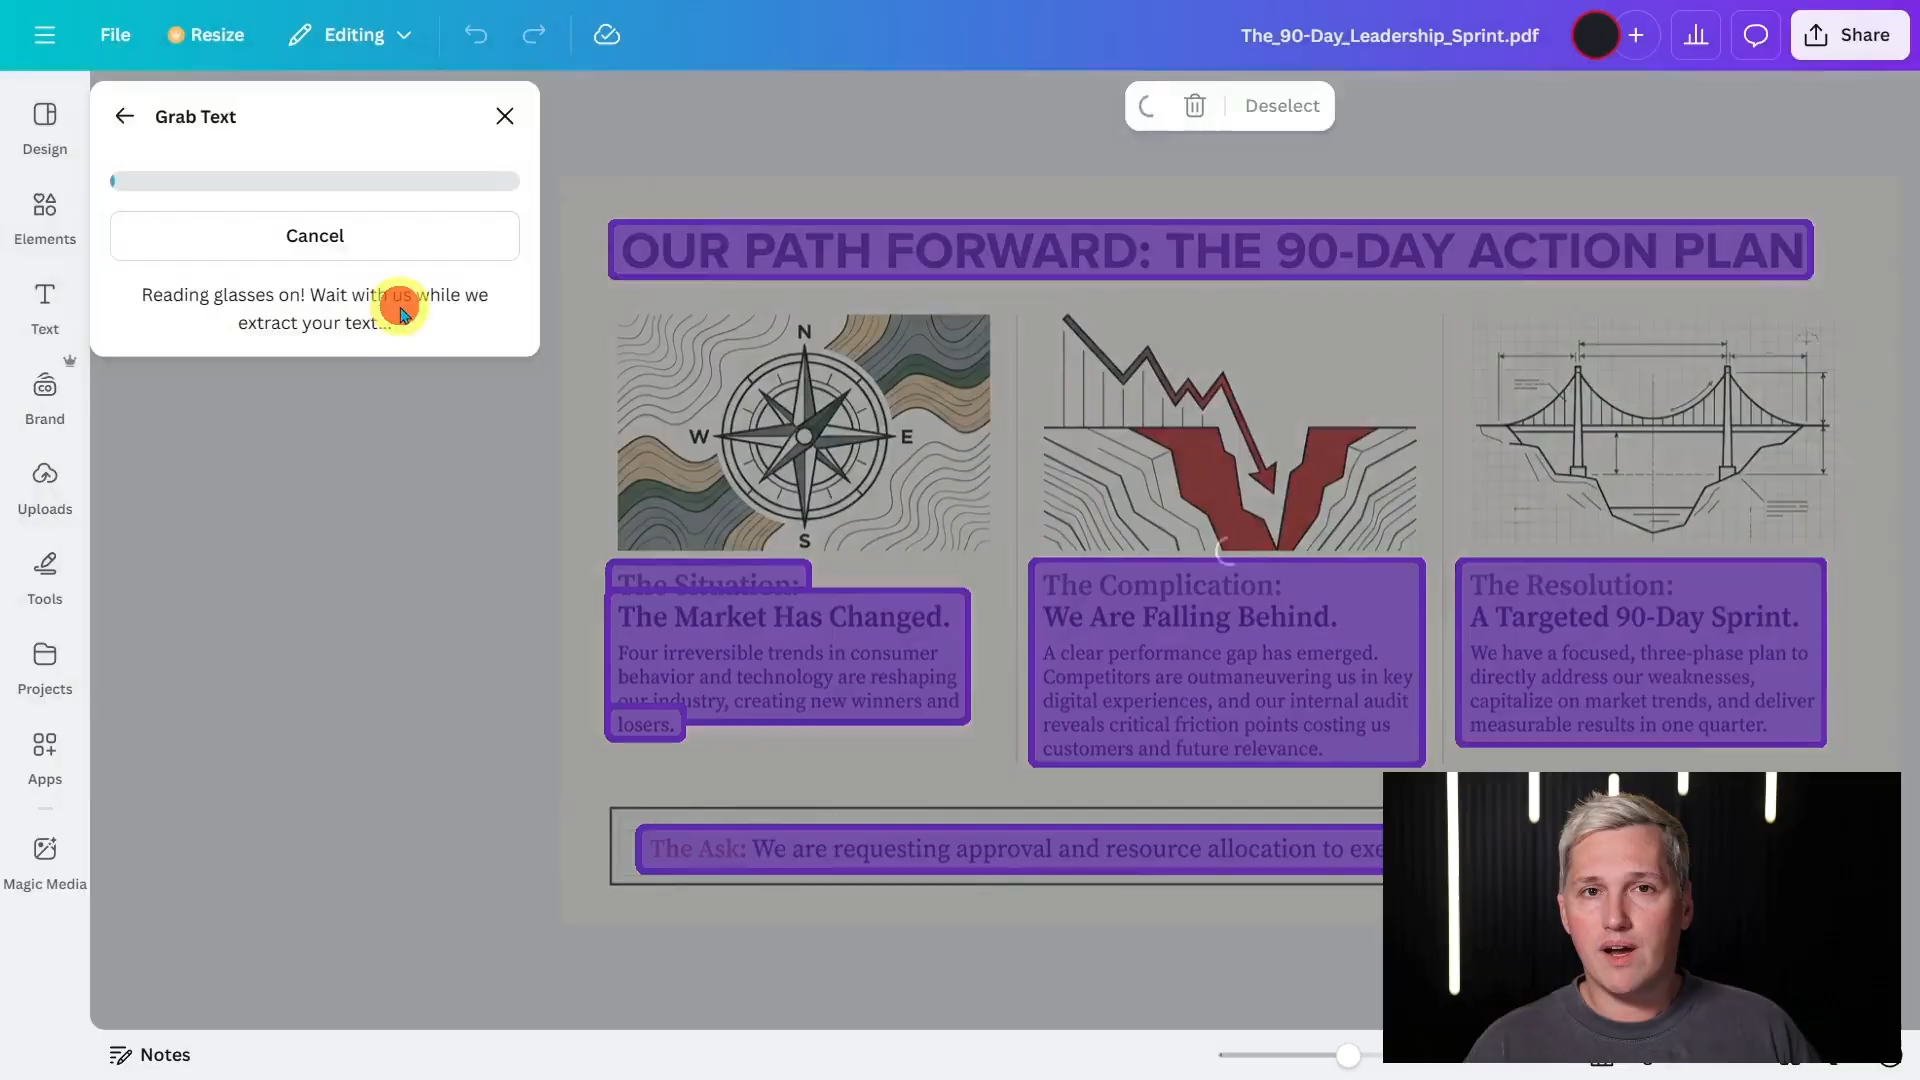 File
Resize
Editing
The_90-Day_Leadership_Sprint.pdf
Share
Design
Elements
Text
Brand
Uploads
Tools
Projects
Apps
Magic Media
Grab Text
Cancel
Reading glasses on! Wait with us while we
extract your text...
Deselect
OUR PATH FORWARD: THE 90-DAY ACTION PLAN
N
W
E
S
The Situation:
The Market Has Changed.
Four irreversible trends in consumer
behavior and technology are reshaping
our industry, creating new winners and
losers.
The Complication:
We Are Falling Behind.
A clear performance gap has emerged.
Competitors are outmaneuvering us in key
digital experiences, and our internal audit
reveals critical friction points costing us
customers and future relevance.
The Resolution:
A Targeted 90-Day Sprint.
We have a focused, three-phase plan to
directly address our weaknesses,
capitalize on market trends, and deliver
measurable results in one quarter.
The Ask: We are requesting approval and resource allocation to exe
Notes